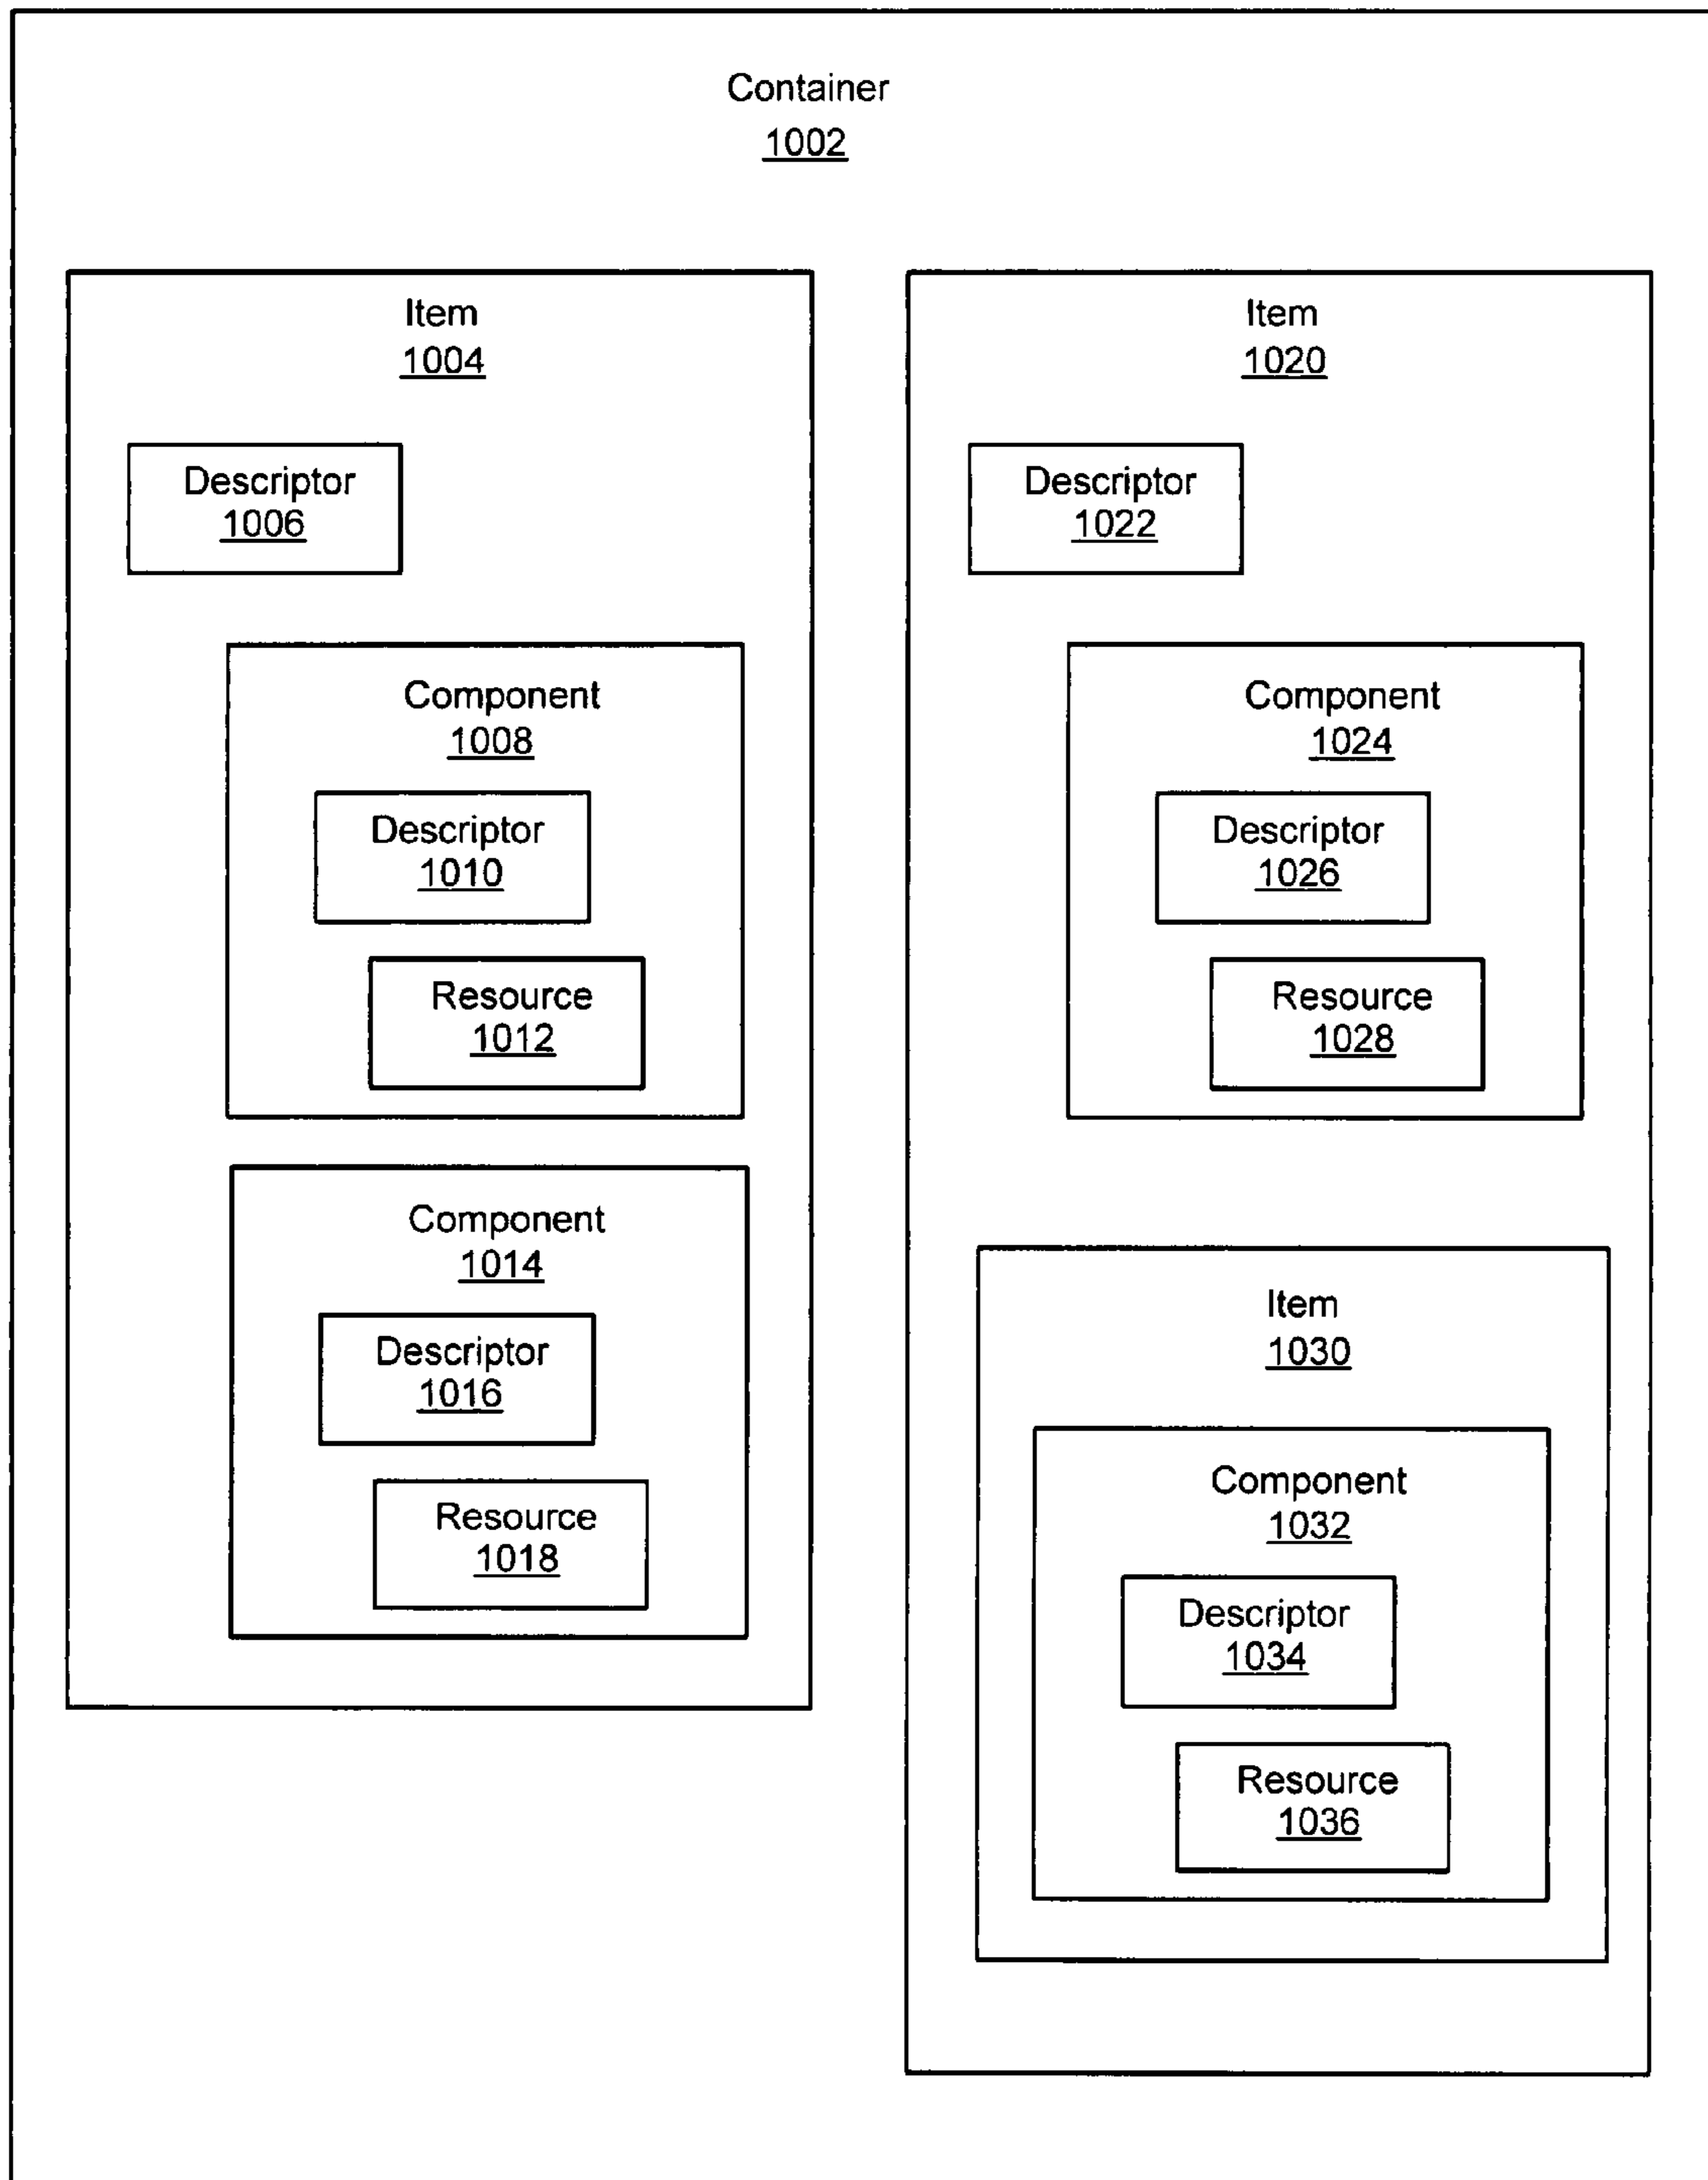 Container
1002
Item
1004
Descriptor
1006
Component
1008
Descriptor
1010
Resource
1012
Component
1014
Descriptor
1016
Resource
1018
Item
1020
Descriptor
1022
Component
1024
Descriptor
1026
Resource
1028
Item
1030
Component
1032
Descriptor
1034
Resource
1036